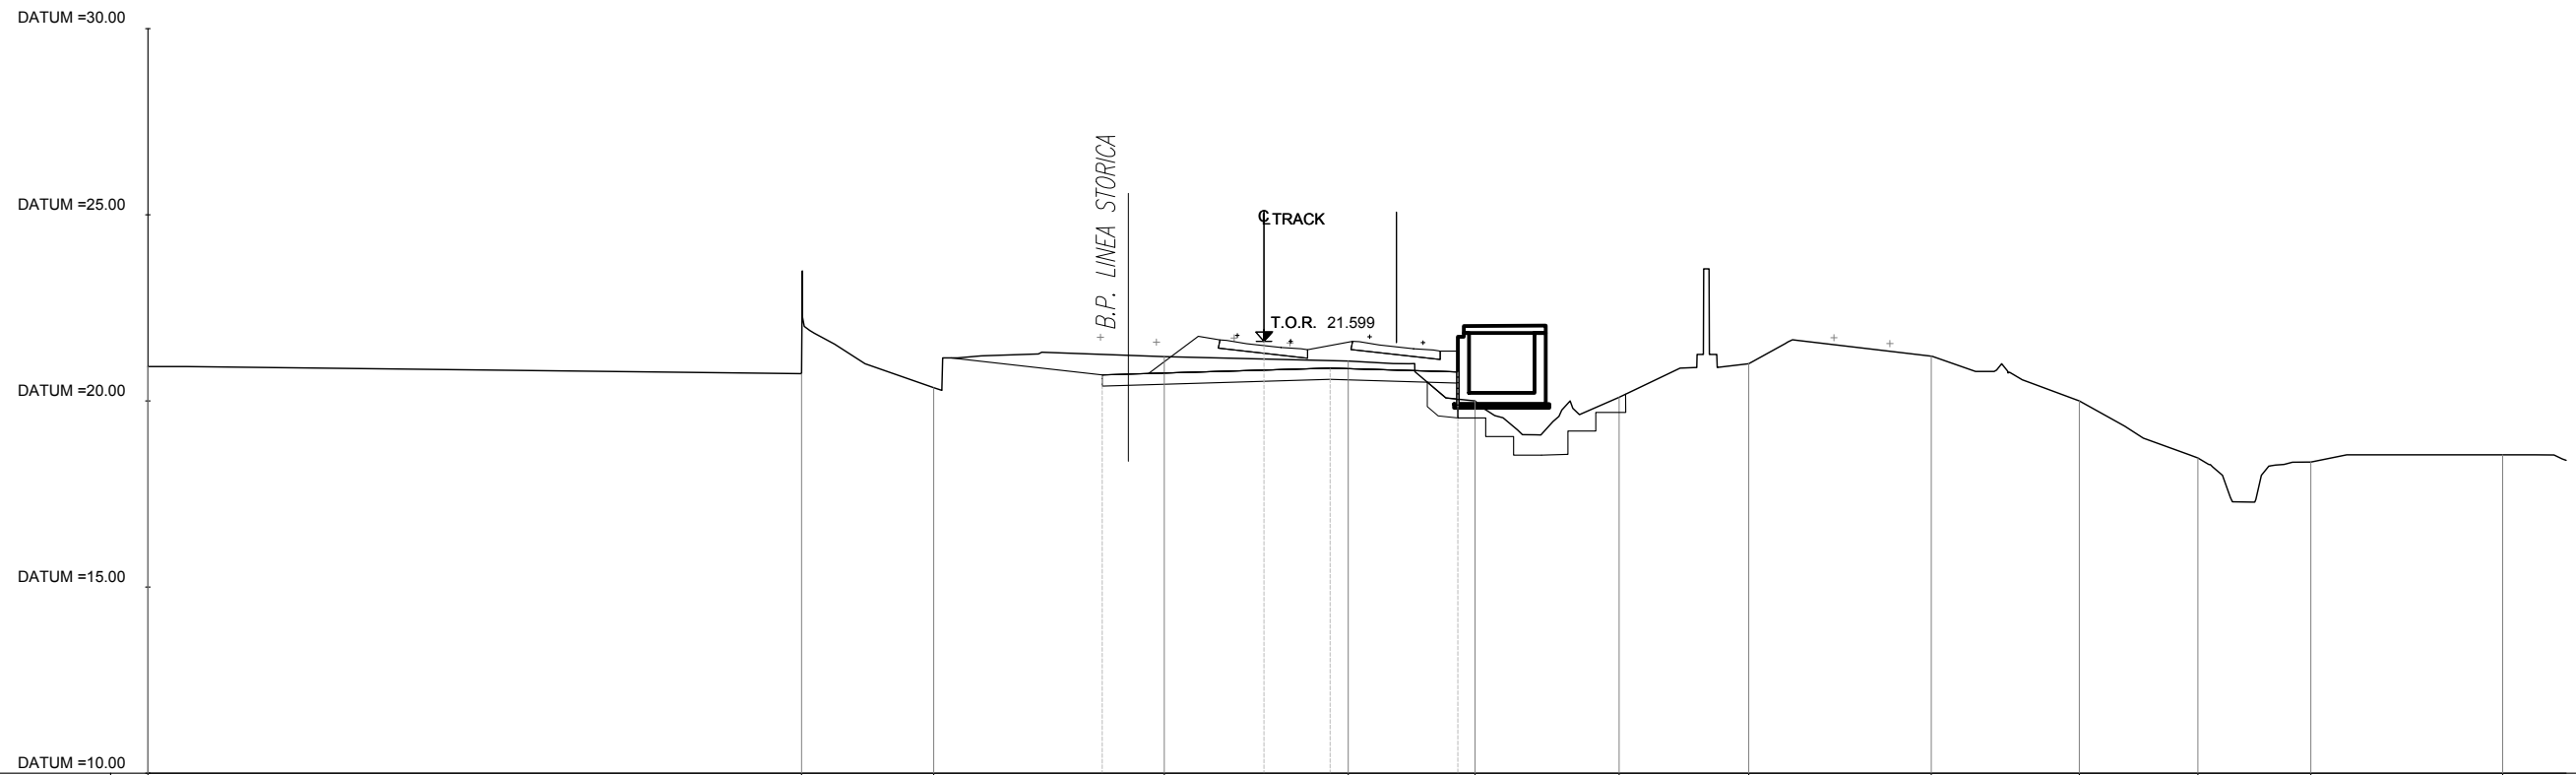 DATUM =30.00
DATUM =25.00
DATUM =20.00
DATUM =15.00
DATUM =10.00
B.P. LINEA STORICA
℄ TRACK
T.O.R. 21.599